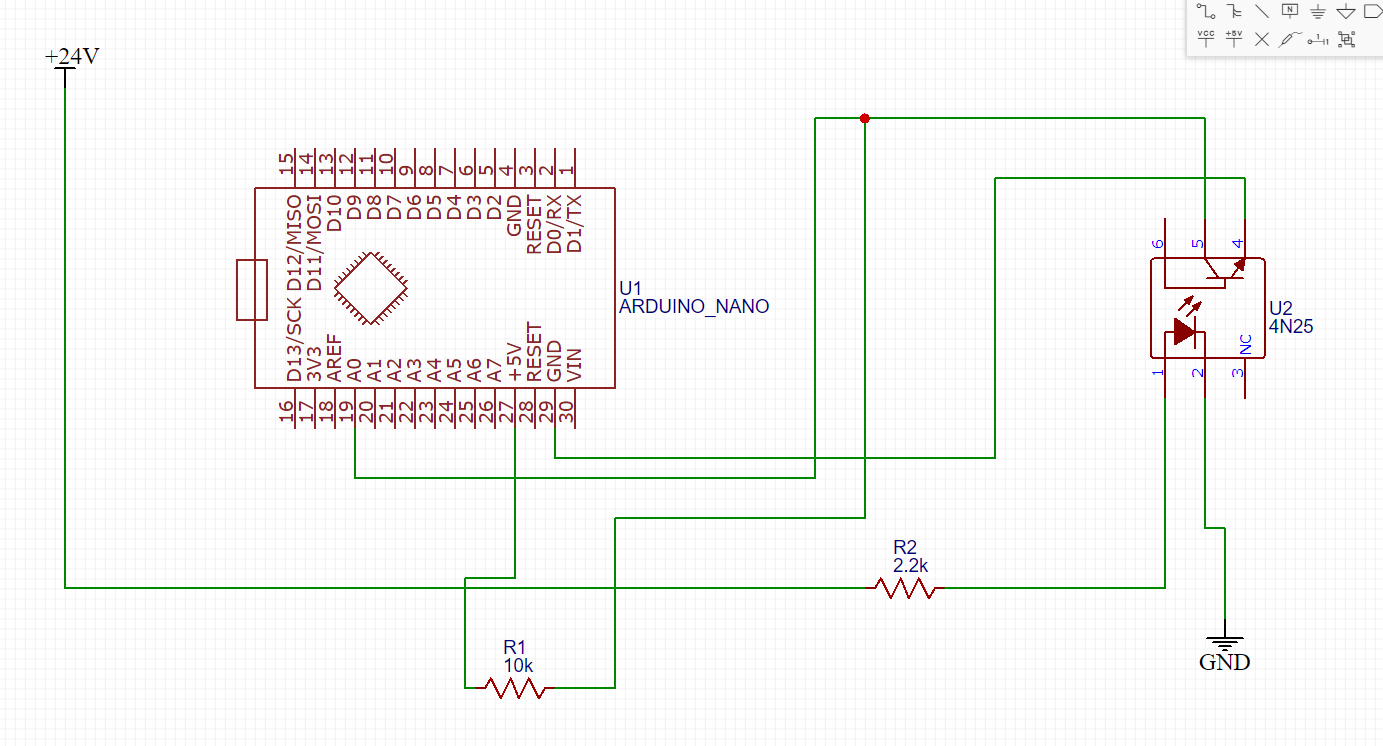 N
VCC
+5V
1
+24V
15
14
13
12
11
10
9
8
7
6
5
4
3
2
1
D12/MISO
D11/MOSI
D10
D9
D8
D7
D6
D5
D4
D3
D2
GND
RESET
D0/RX
D1/TX
U1
ARDUINO_NANO
D13/SCK
3V3
AREF
A0
A1
A2
A3
A4
A5
A6
A7
+5V
RESET
GND
VIN
16
17
18
19
20
21
22
23
24
25
26
27
28
29
30
6
5
4
U2
4N25
NC
1
2
3
R2
2.2k
R1
10k
GND